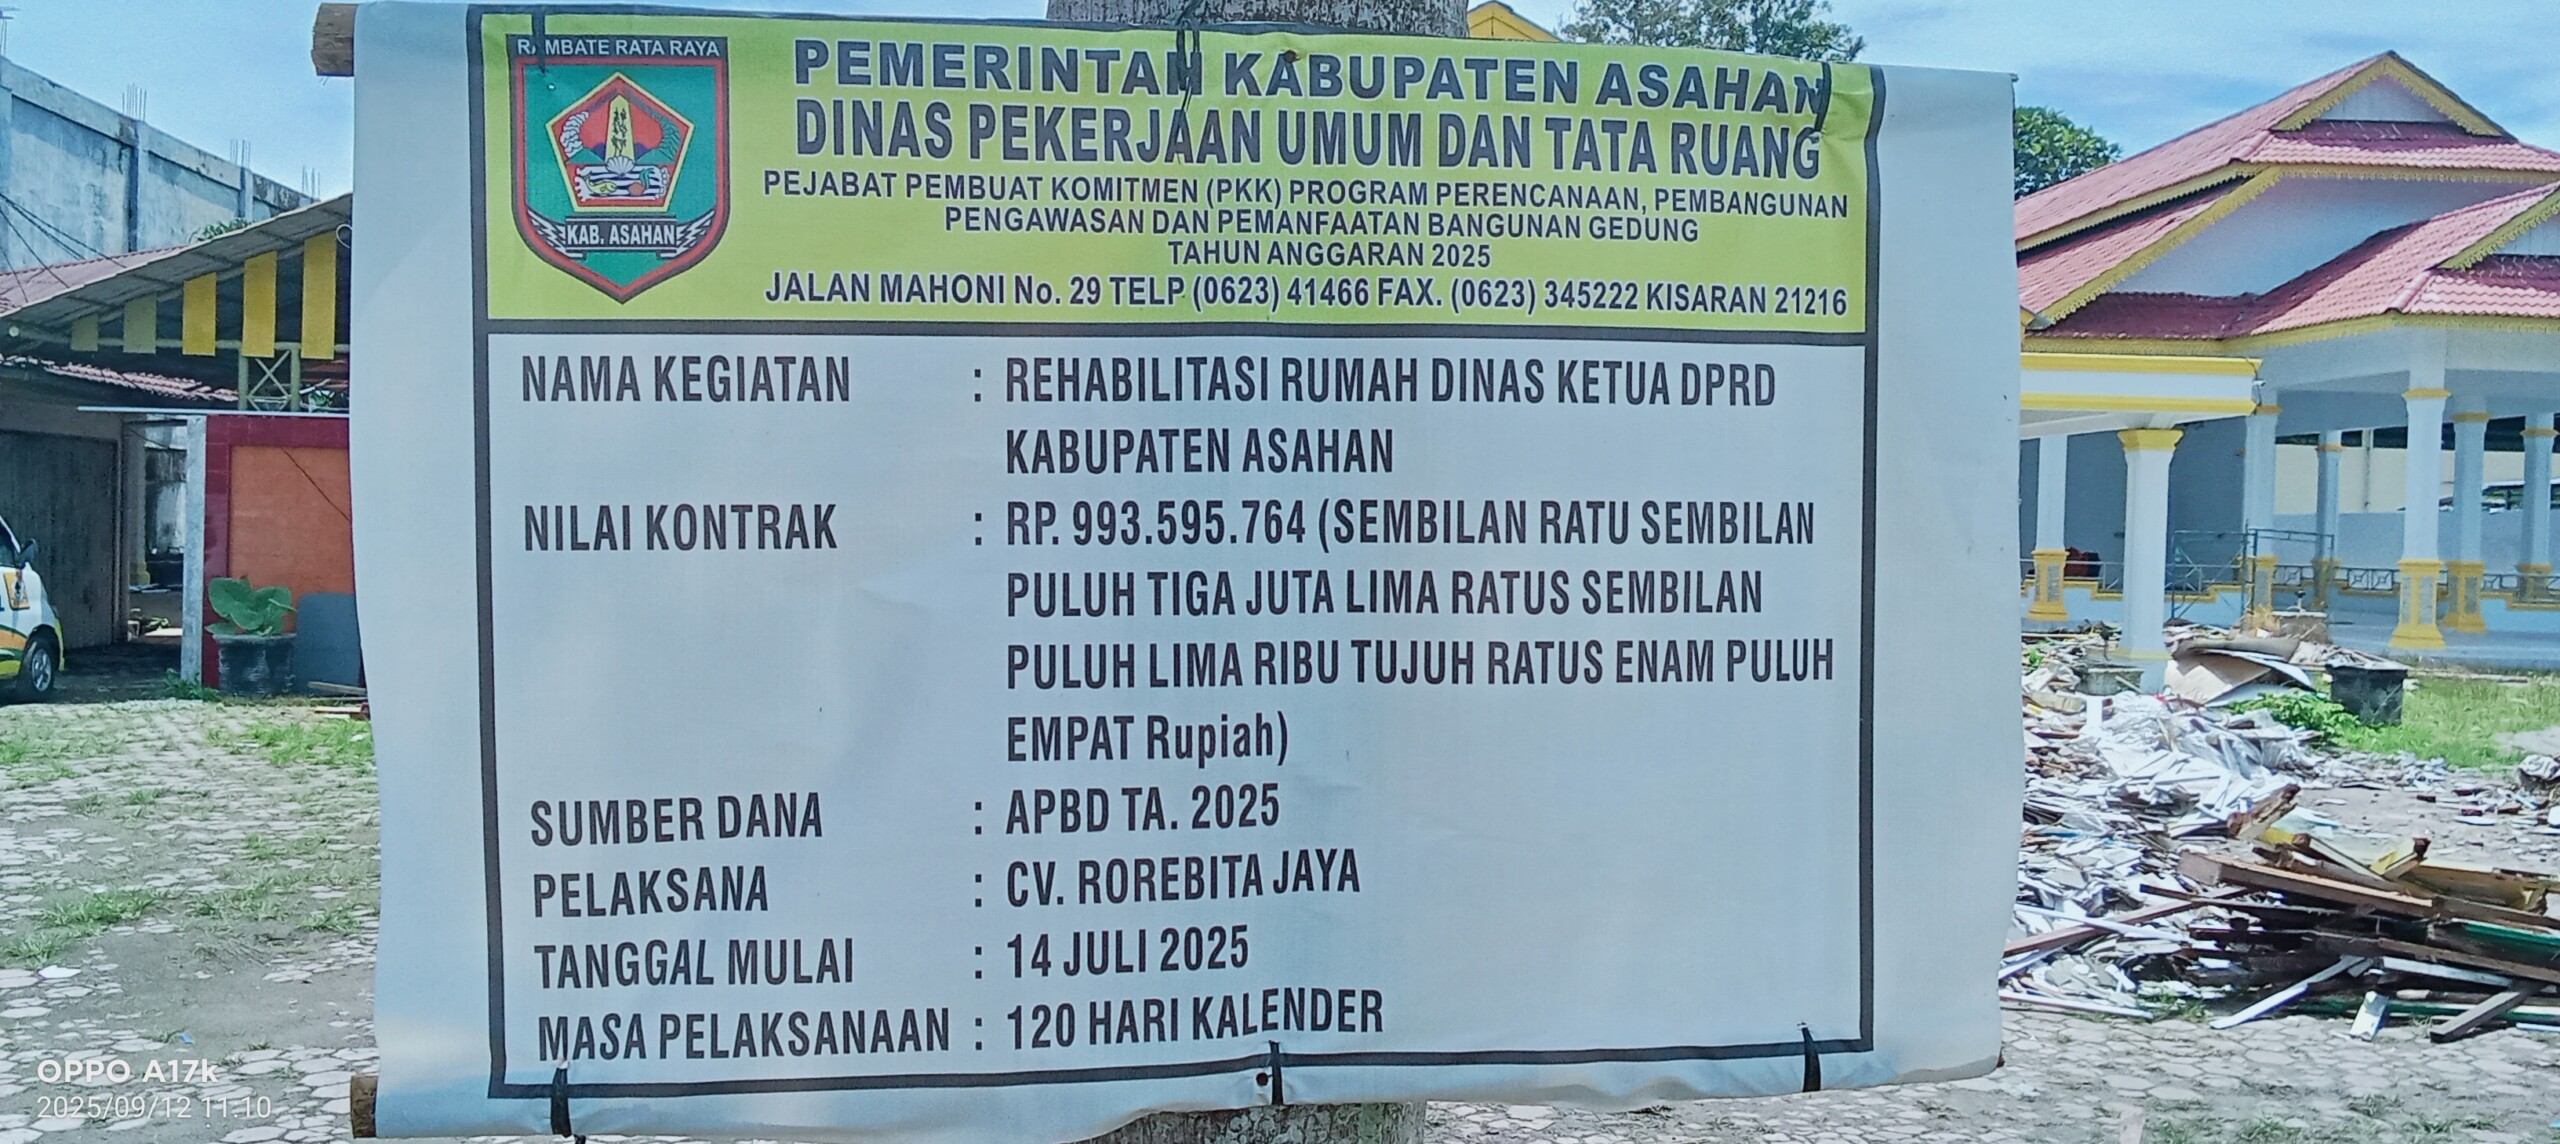 RAMBATE RATA RAYA
KAB. ASAHAN
PEMERINTAH KABUPATEN ASAHAN
DINAS PEKERJAAN UMUM DAN TATA RUANG
PEJABAT PEMBUAT KOMITMEN (PKK) PROGRAM PERENCANAAN, PEMBANGUNAN
PENGAWASAN DAN PEMANFAATAN BANGUNAN GEDUNG
TAHUN ANGGARAN 2025
JALAN MAHONI No. 29 TELP (0623) 41466 FAX. (0623) 345222 KISARAN 21216
NAMA KEGIATAN : REHABILITASI RUMAH DINAS KETUA DPRD
KABUPATEN ASAHAN
NILAI KONTRAK : RP. 993.595.764 (SEMBILAN RATU SEMBILAN
PULUH TIGA JUTA LIMA RATUS SEMBILAN
PULUH LIMA RIBU TUJUH RATUS ENAM PULUH
EMPAT Rupiah)
SUMBER DANA : APBD TA. 2025
PELAKSANA : CV. ROREBITA JAYA
TANGGAL MULAI : 14 JULI 2025
MASA PELAKSANAAN : 120 HARI KALENDER
OPPO A17k
2025/09/12 11.10